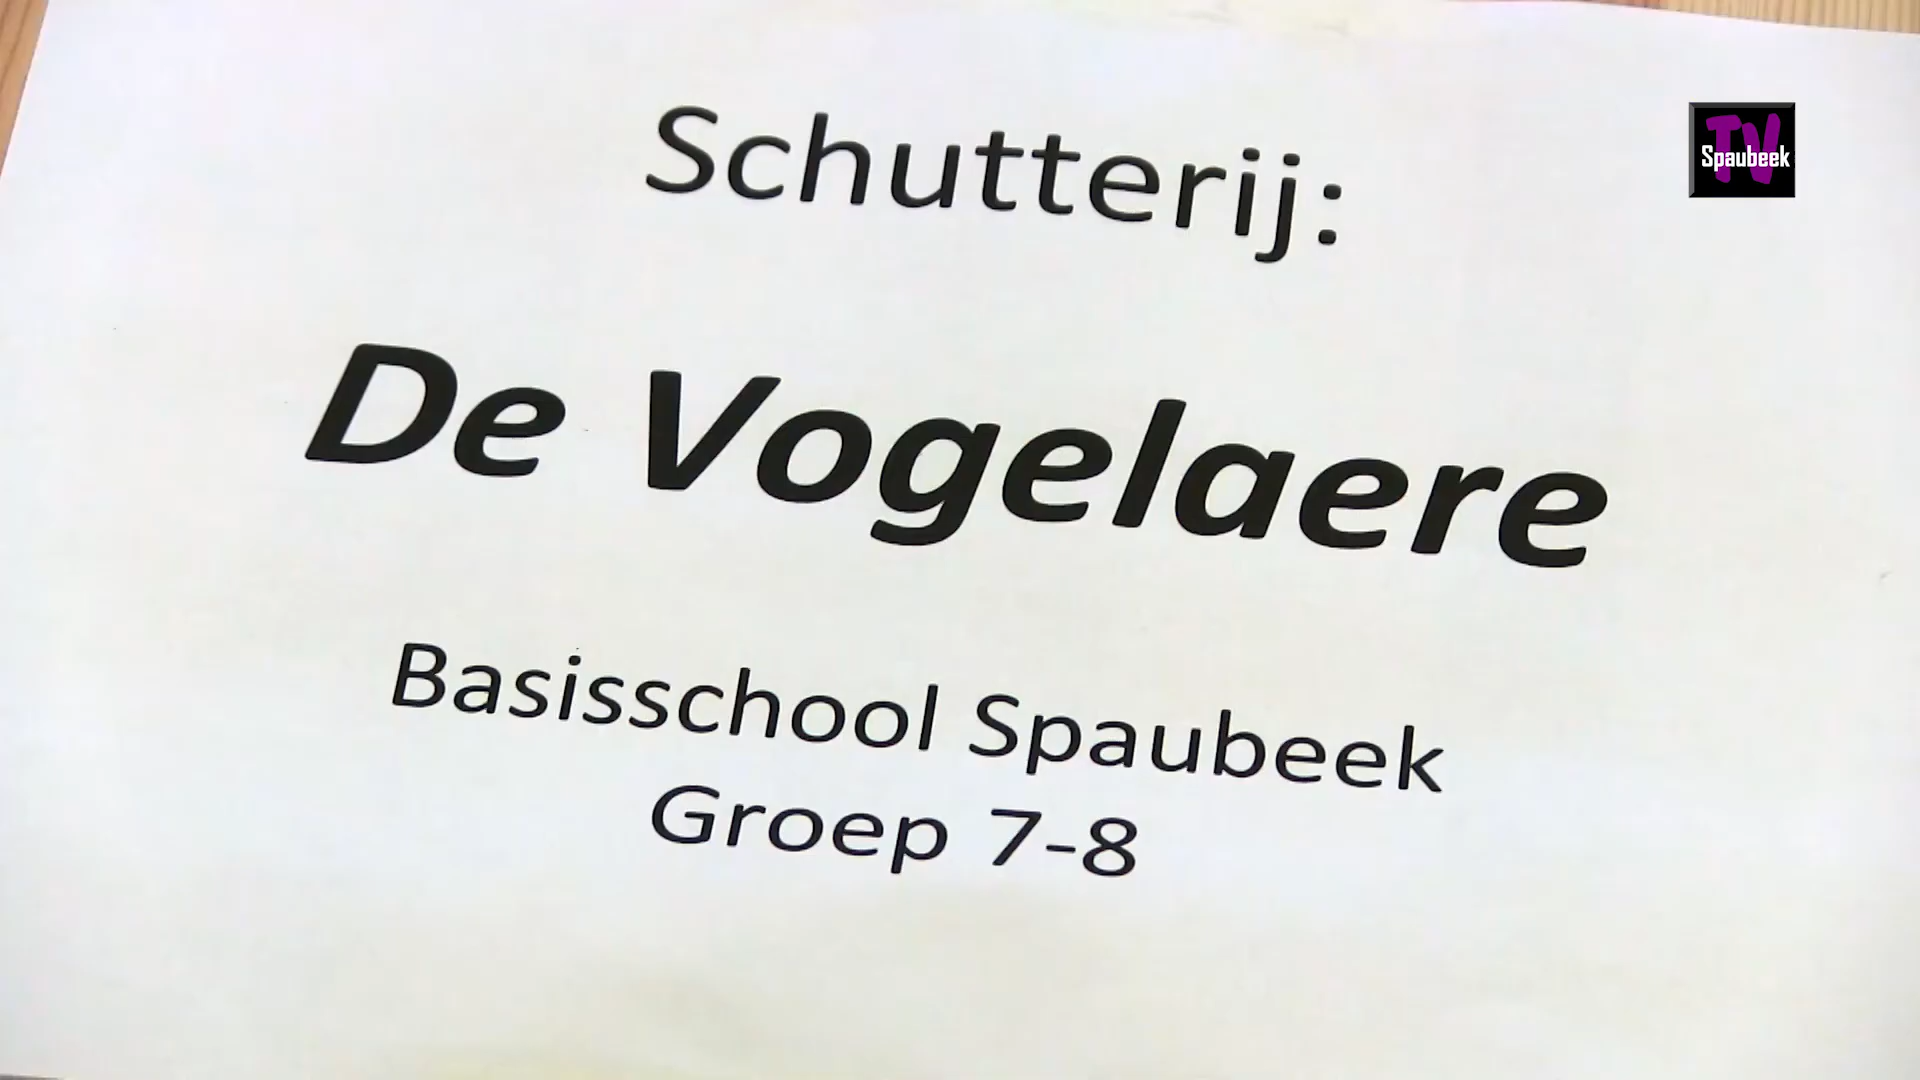 Schutterij:
TV
Spaubeek
De Vogelaere
Basisschool Spaubeek
Groep 7-8